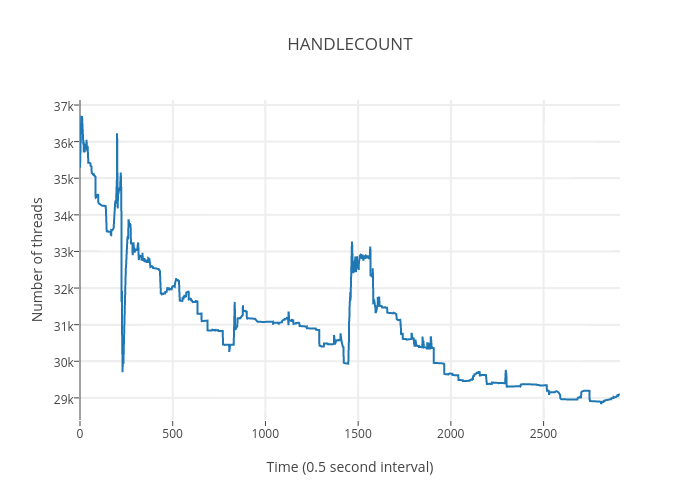 HANDLECOUNT
37k
36k
35k
34k
33k
32k
31k
30k
29k
Number of threads
0 500 1000 1500 2000 2500
Time (0.5 second interval)